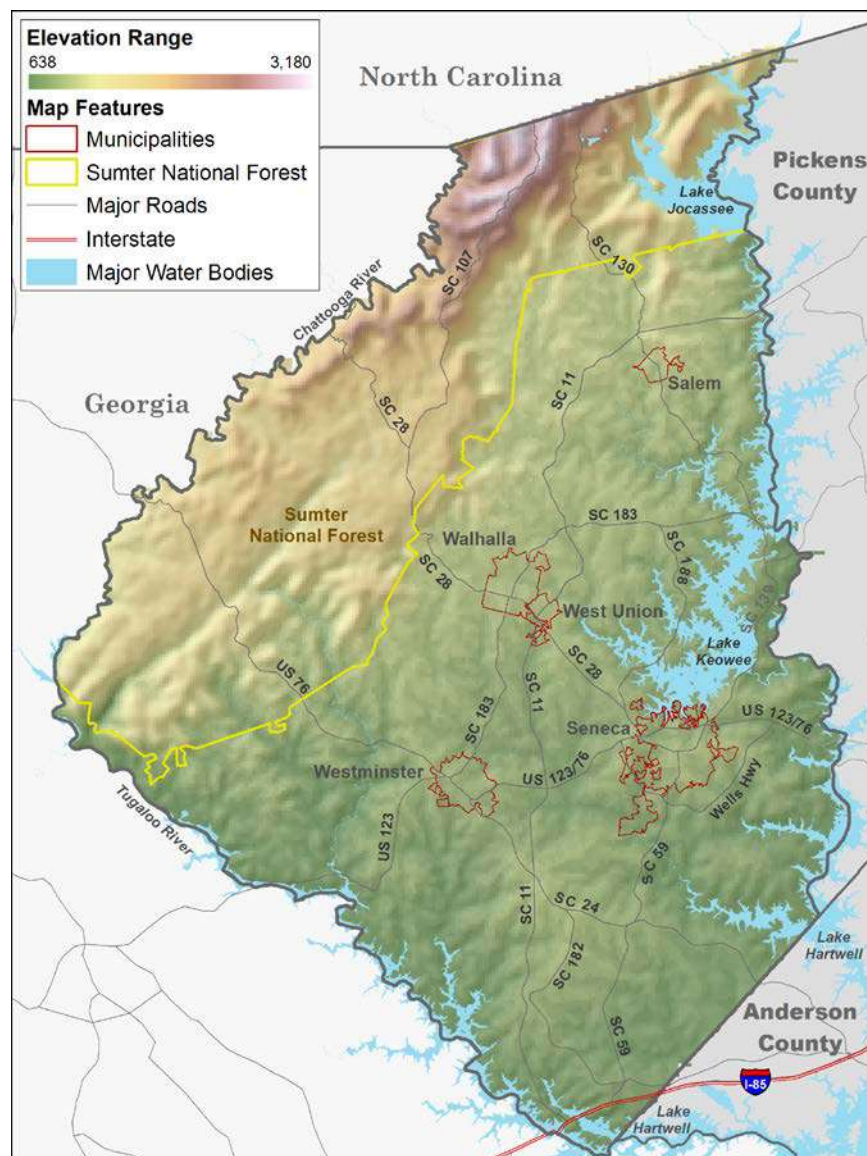 Elevation Range
638 3,180
Map Features
Municipalities
Sumter National Forest
Major Roads
Interstate
Major Water Bodies
North Carolina
Pickens
County
Lake
Jocassee
SC 130
SC 107
Chattooga River
Georgia
SC 28
SC 11
Salem
Sumter
National Forest
Walhalla
SC 183
SC 188
SC 28
West Union
SC 130
Lake
Keowee
SC 28
US 76
SC 183
SC 11
Seneca
US 123/76
Westminster
US 123/76
Wells Hwy
Tugaloo River
US 123
SC 59
SC 11
SC 24
SC 182
Lake
Hartwell
Anderson
County
SC 59
I-85
Lake
Hartwell